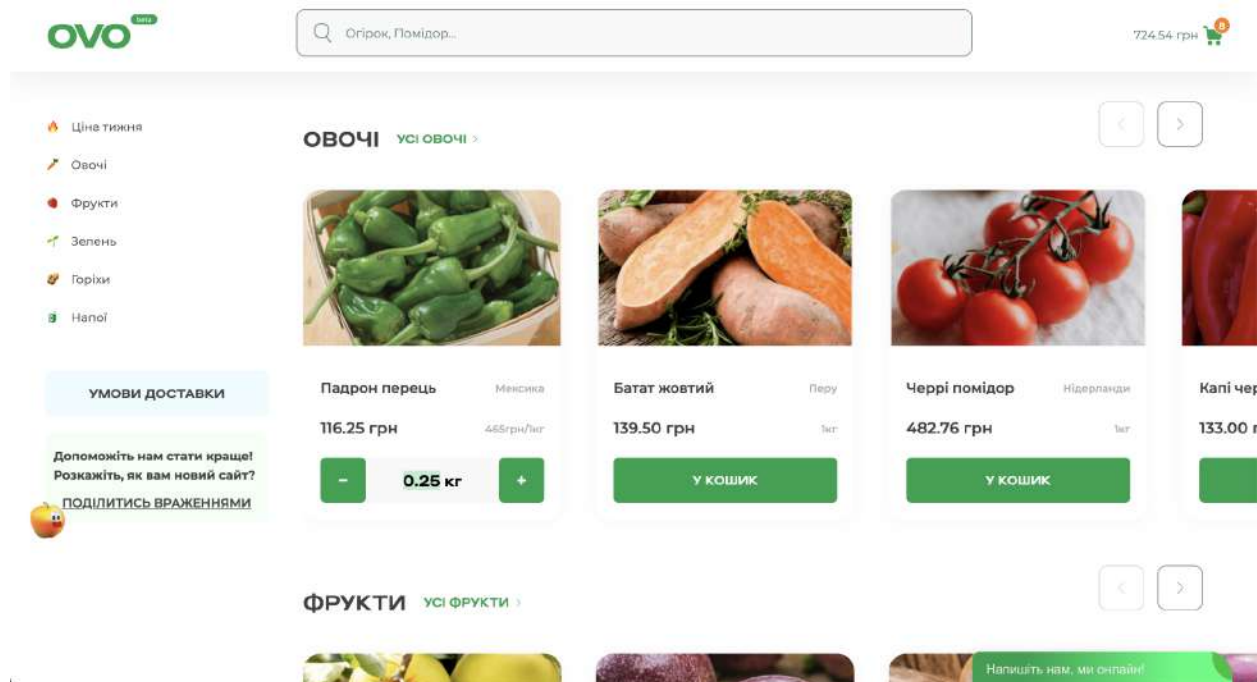 OVO beta
Огірок, Помідор...
724.54 грн 8
Ціна тижня
Овочі
Фрукти
Зелень
Горіхи
Напої
УМОВИ ДОСТАВКИ
Допоможіть нам стати краще!
Розкажіть, як вам новий сайт?
ПОДІЛИТИСЬ ВРАЖЕННЯМИ
ОВОЧІ УСІ ОВОЧІ >
< >
Падрон перець Мексика
116.25 грн 465грн/1кг
− 0.25 кг +
Батат жовтий Перу
139.50 грн 1кг
У КОШИК
Черрі помідор Нідерланди
482.76 грн 1кг
У КОШИК
Капі чер
133.00 г
ФРУКТИ УСІ ФРУКТИ >
< >
Напишіть нам, ми онлайн!